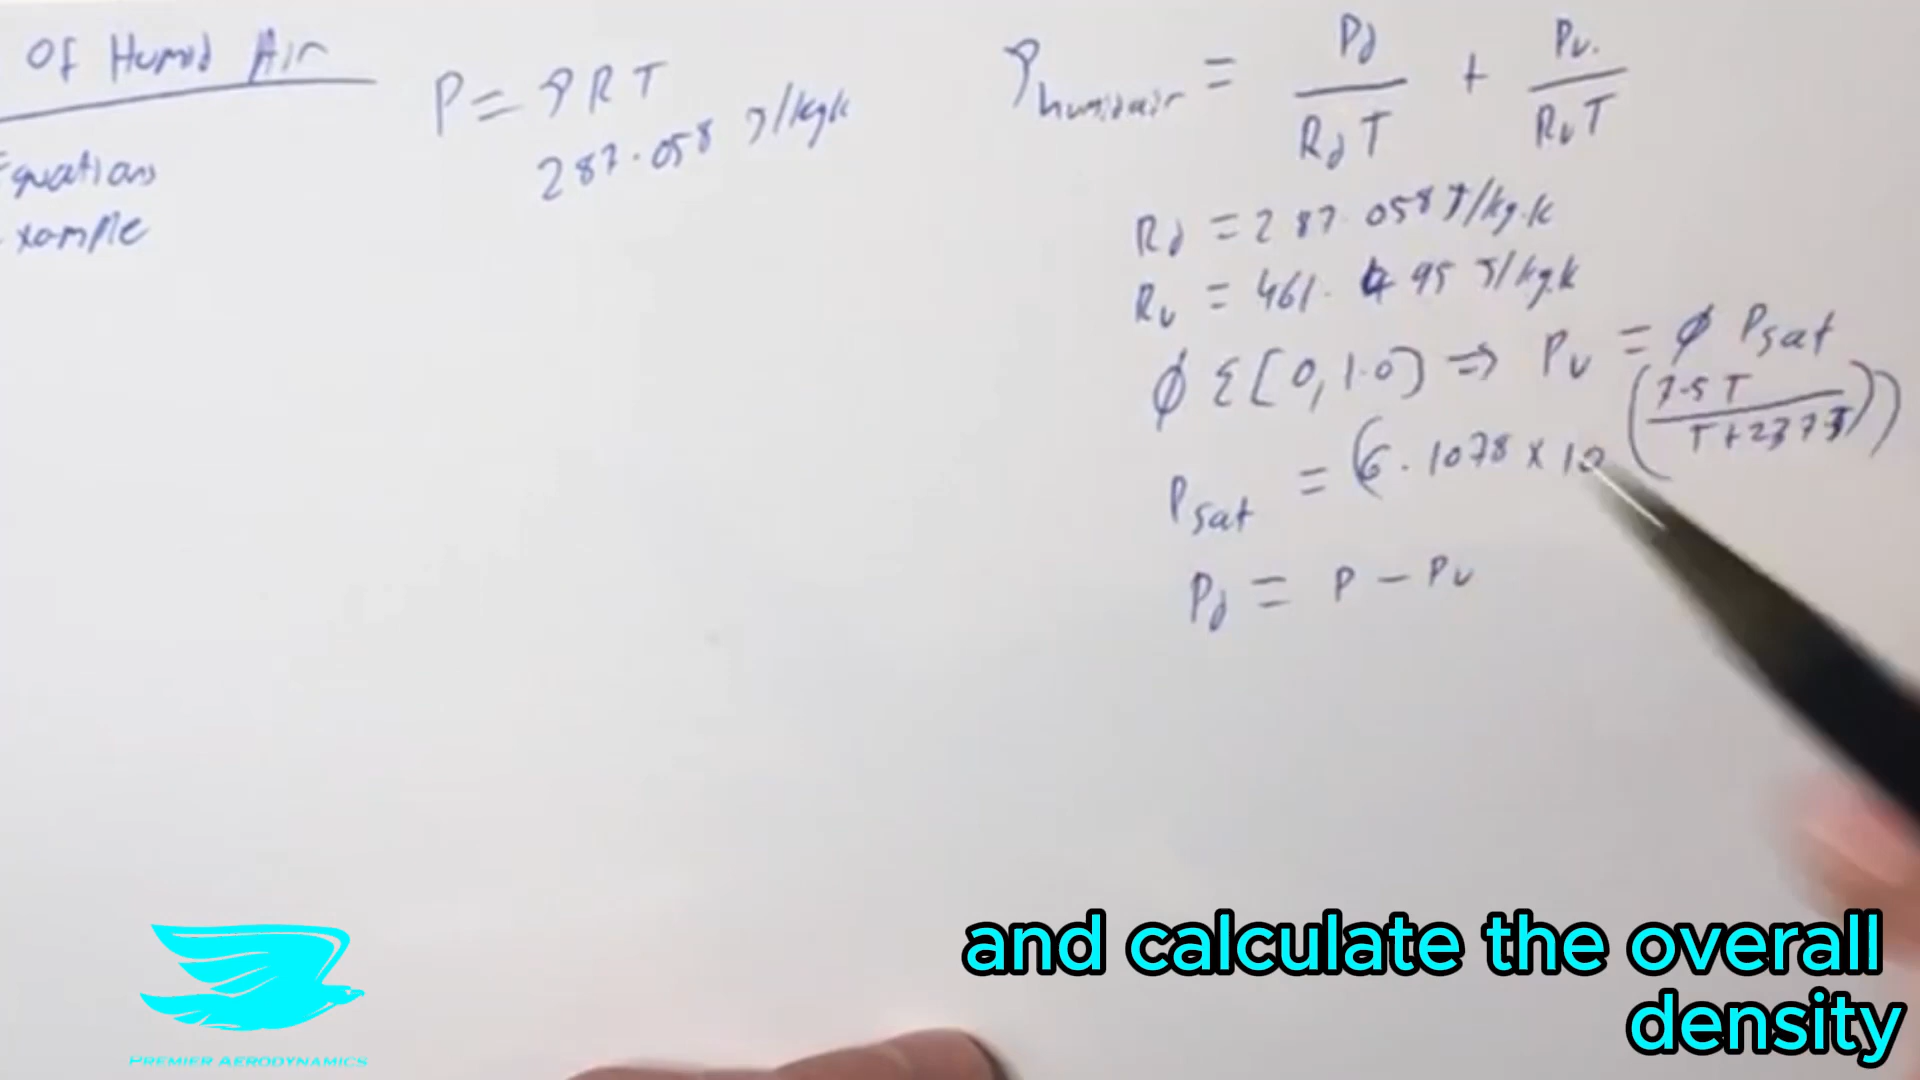 Of Humid Air
Equations
xample
P = ρRT
287.058 J/kgk
ρhumidair = Pd/RdT + Pv./RvT
Rd = 287.058 J/kg.k
Rv = 461.495 J/kg.k
ϕ ε [0,1.0) ⇒ Pv = ϕ Psat
Psat = (6.1078 x 10^(7.5T/T+237.3))
Pd = P - Pv
and calculate the overall
density
PREMIER AERODYNAMICS